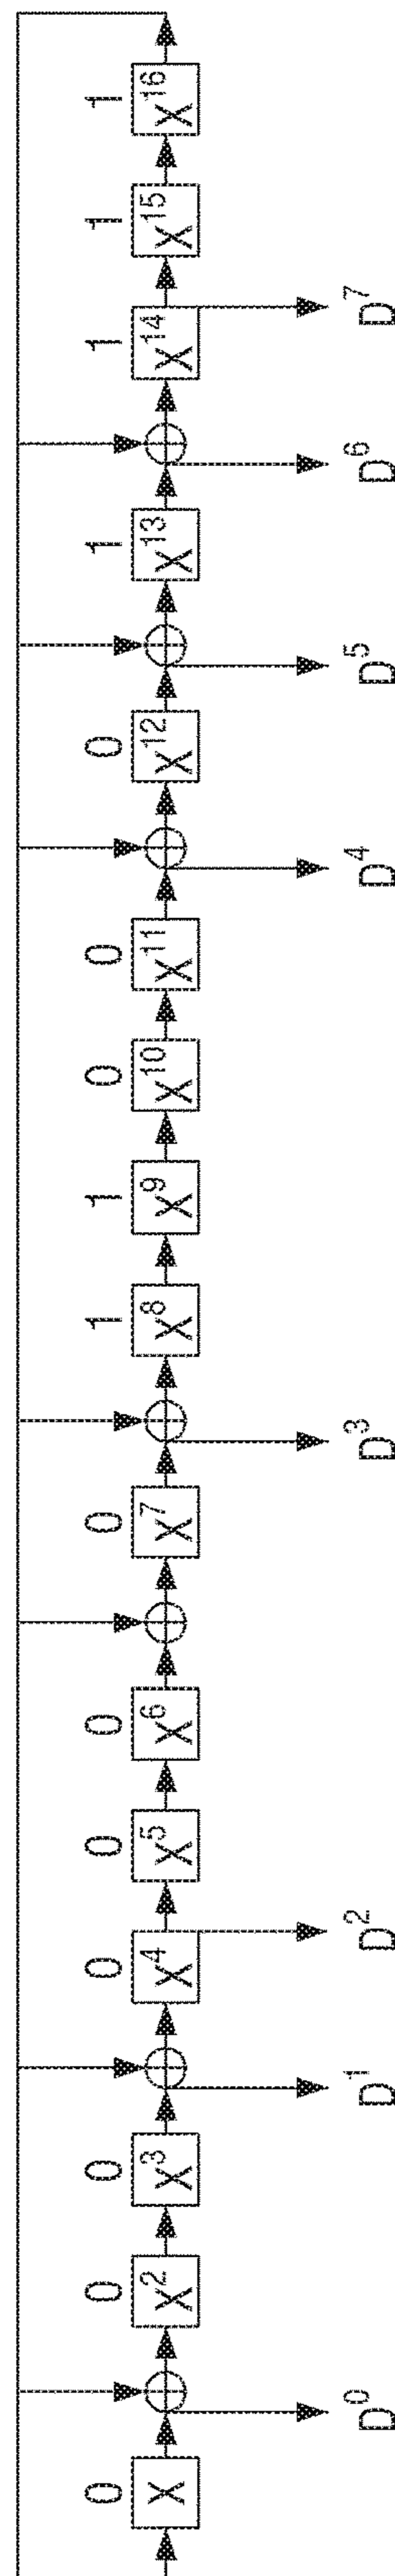 0 0 0 0 0 0 0 1 1 0 0 0 1 1 1 1
X X² X³ X⁴ X⁵ X⁶ X⁷ X⁸ X⁹ X¹⁰ X¹¹ X¹² X¹³ X¹⁴ X¹⁵ X¹⁶
D⁰ D¹ D² D³ D⁴ D⁵ D⁶ D⁷